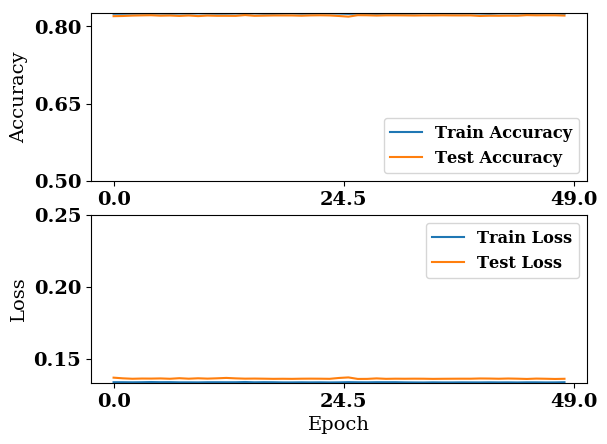 0.80
0.65
0.50
Accuracy
Train Accuracy
Test Accuracy
0.0 24.5 49.0
0.25
0.20
0.15
Loss
Train Loss
Test Loss
0.0 24.5 49.0
Epoch